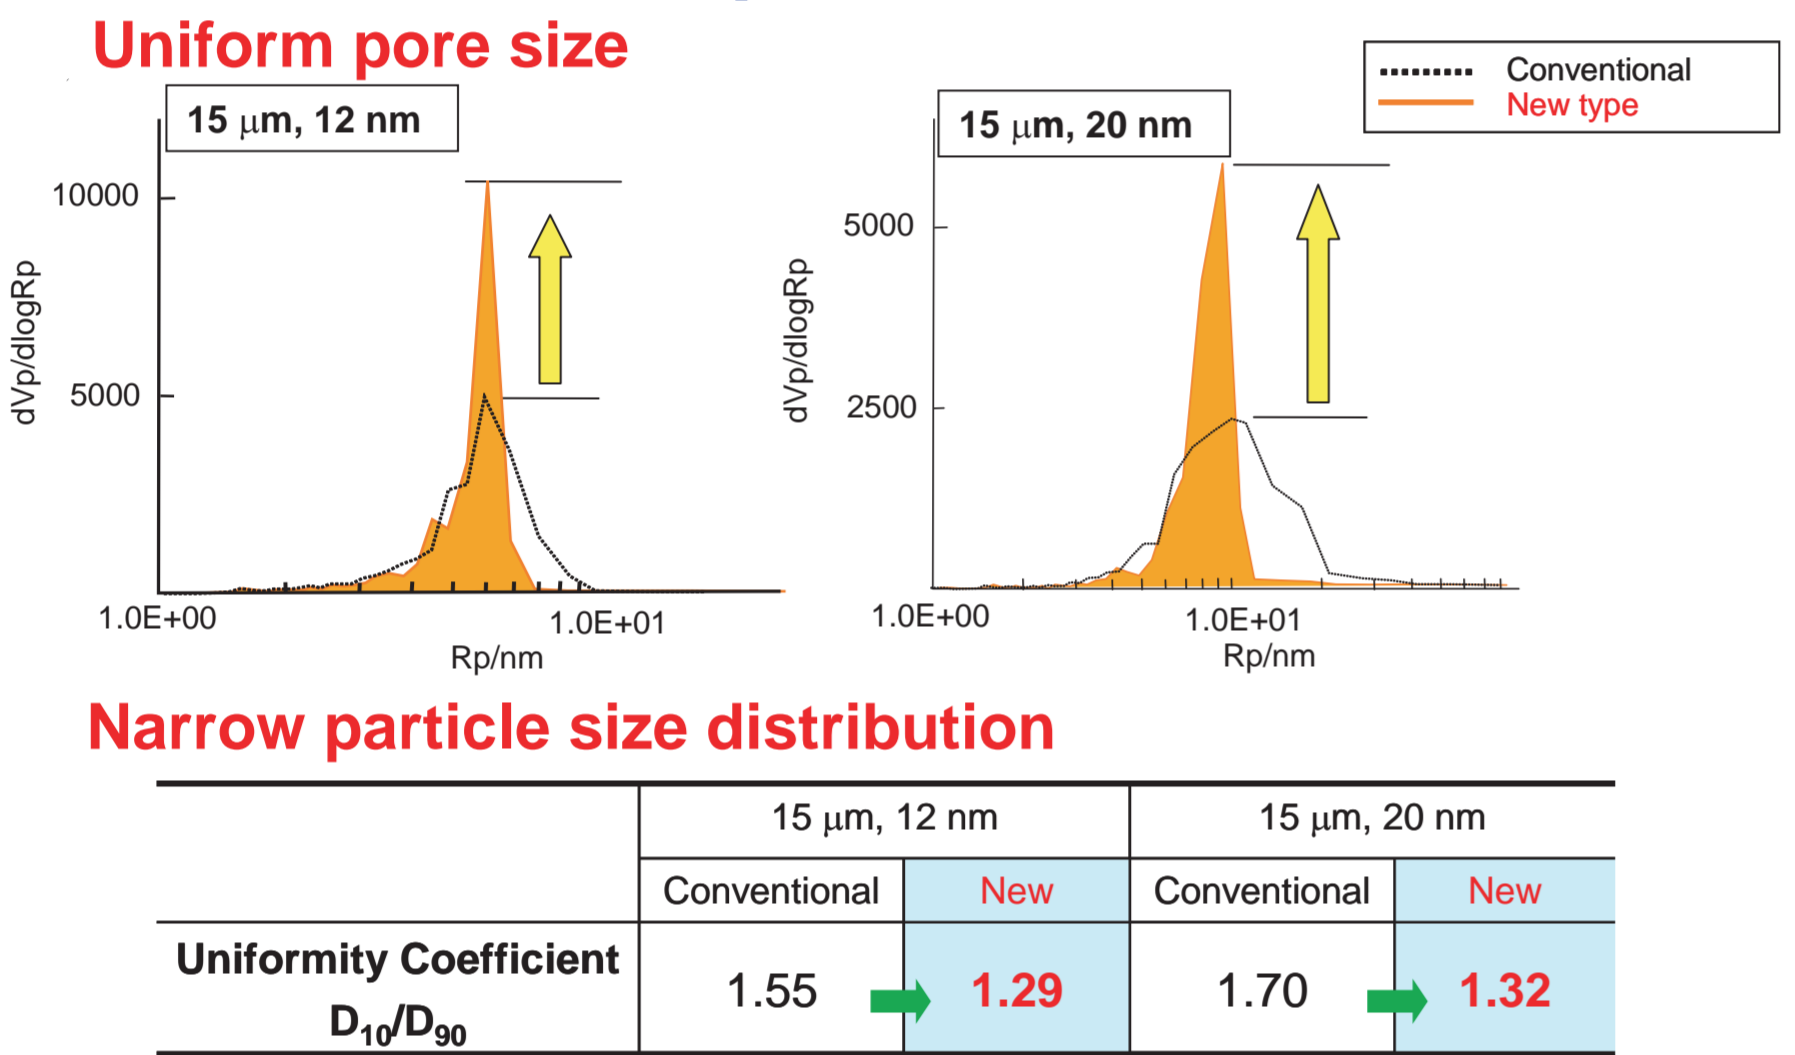 Uniform pore size
Conventional
New type
15 μm, 12 nm
10000
5000
dVp/dlogRp
1.0E+00
1.0E+01
Rp/nm
15 μm, 20 nm
5000
2500
dVp/dlogRp
1.0E+00
1.0E+01
Rp/nm
Narrow particle size distribution
15 μm, 12 nm 15 μm, 20 nm
Conventional New Conventional New
Uniformity Coefficient
D10/D90
1.55 1.29 1.70 1.32